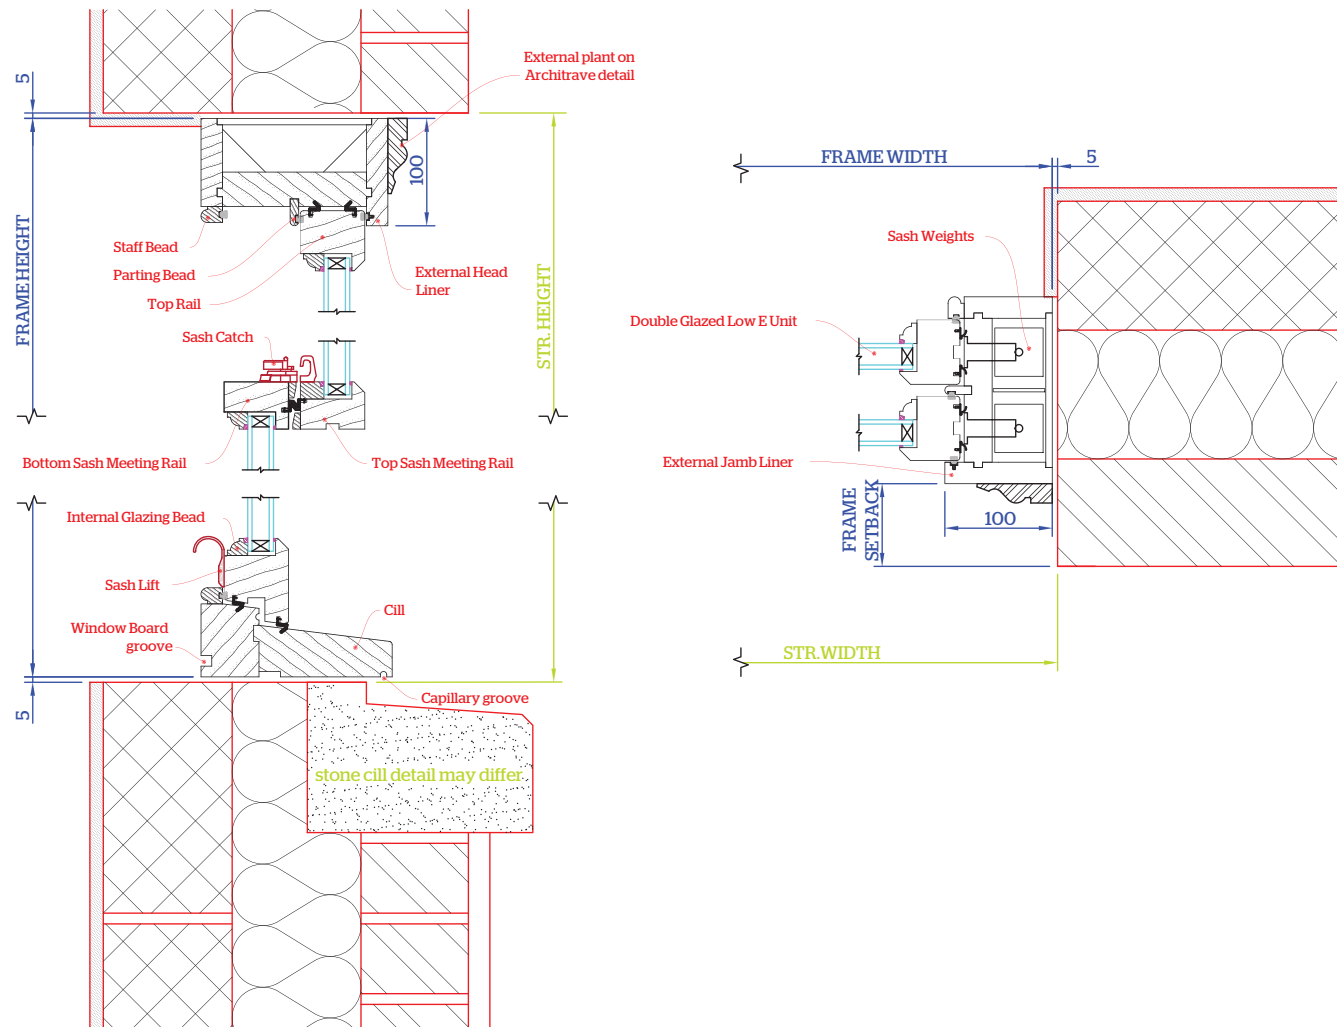 External plant on
Architrave detail
5
100
FRAME HEIGHT
STR. HEIGHT
Staff Bead
Parting Bead
Top Rail
External Head
Liner
Sash Catch
Bottom Sash Meeting Rail
Top Sash Meeting Rail
Internal Glazing Bead
Sash Lift
Cill
Window Board
groove
Capillary groove
5
stone cill detail may differ
FRAME WIDTH
5
Sash Weights
Double Glazed Low E Unit
External Jamb Liner
FRAME
SETBACK
100
STR. WIDTH